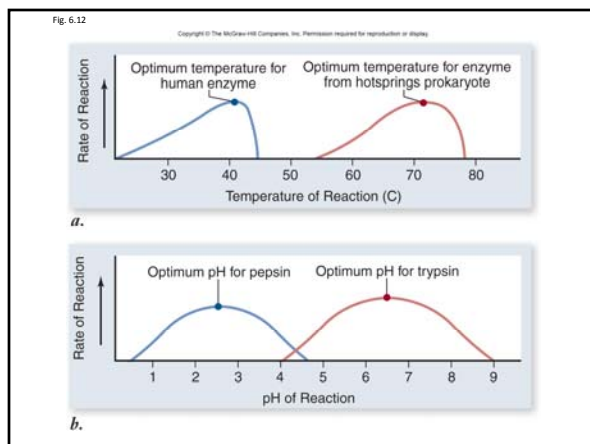 Fig. 6.12
Copyright © The McGraw-Hill Companies, Inc. Permission required for reproduction or display.
Optimum temperature for
human enzyme
Optimum temperature for enzyme
from hotsprings prokaryote
Rate of Reaction
30 40 50 60 70 80
Temperature of Reaction (C)
a.
Optimum pH for pepsin
Optimum pH for trypsin
Rate of Reaction
1 2 3 4 5 6 7 8 9
pH of Reaction
b.